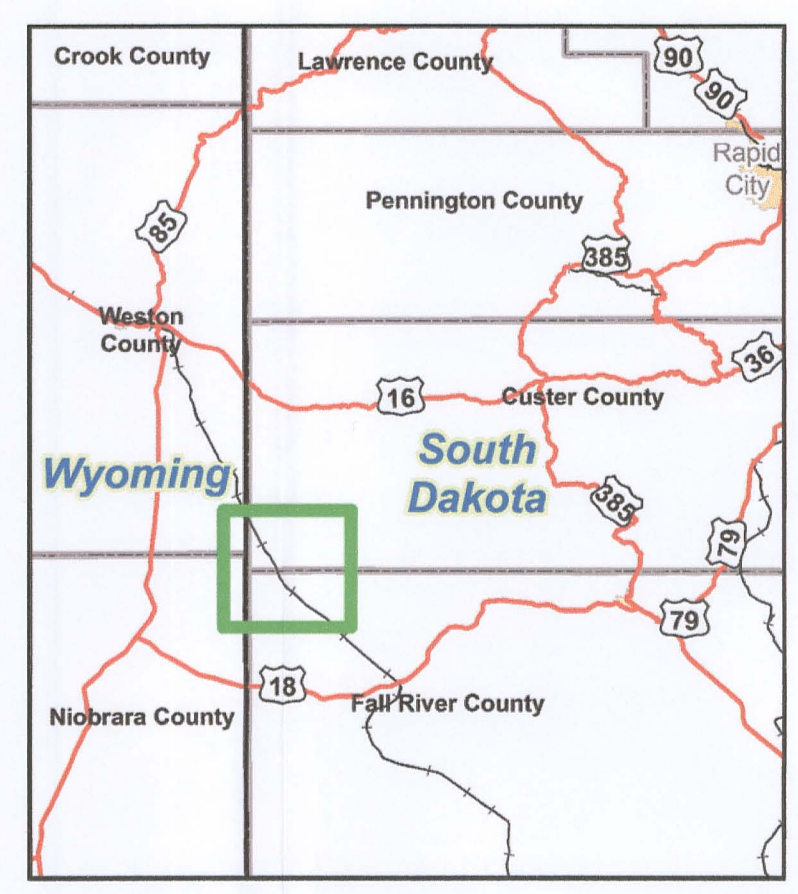 Crook County
Lawrence County
90
90
Rapid
City
Pennington County
85
385
Weston
County
36
16
Custer County
South
Dakota
Wyoming
385
79
79
18
Fall River County
Niobrara County